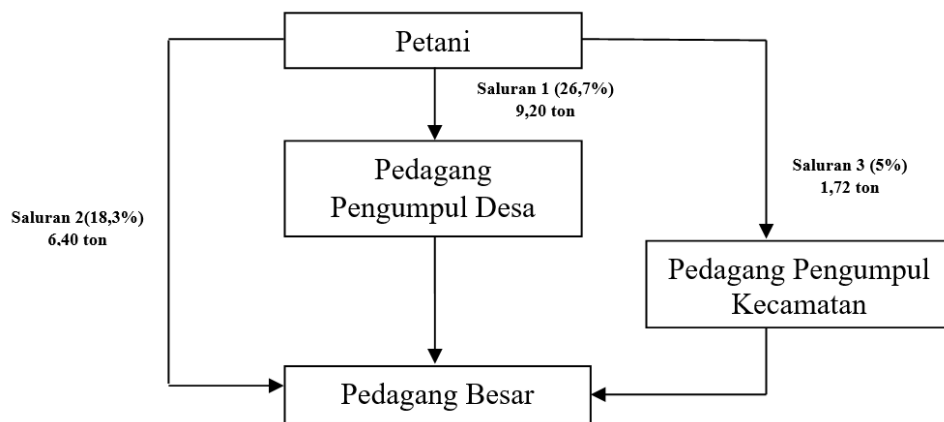 Petani
Saluran 1 (26,7%)
9,20 ton
Pedagang
Pengumpul Desa
Saluran 3 (5%)
1,72 ton
Saluran 2(18,3%)
6,40 ton
Pedagang Pengumpul
Kecamatan
Pedagang Besar